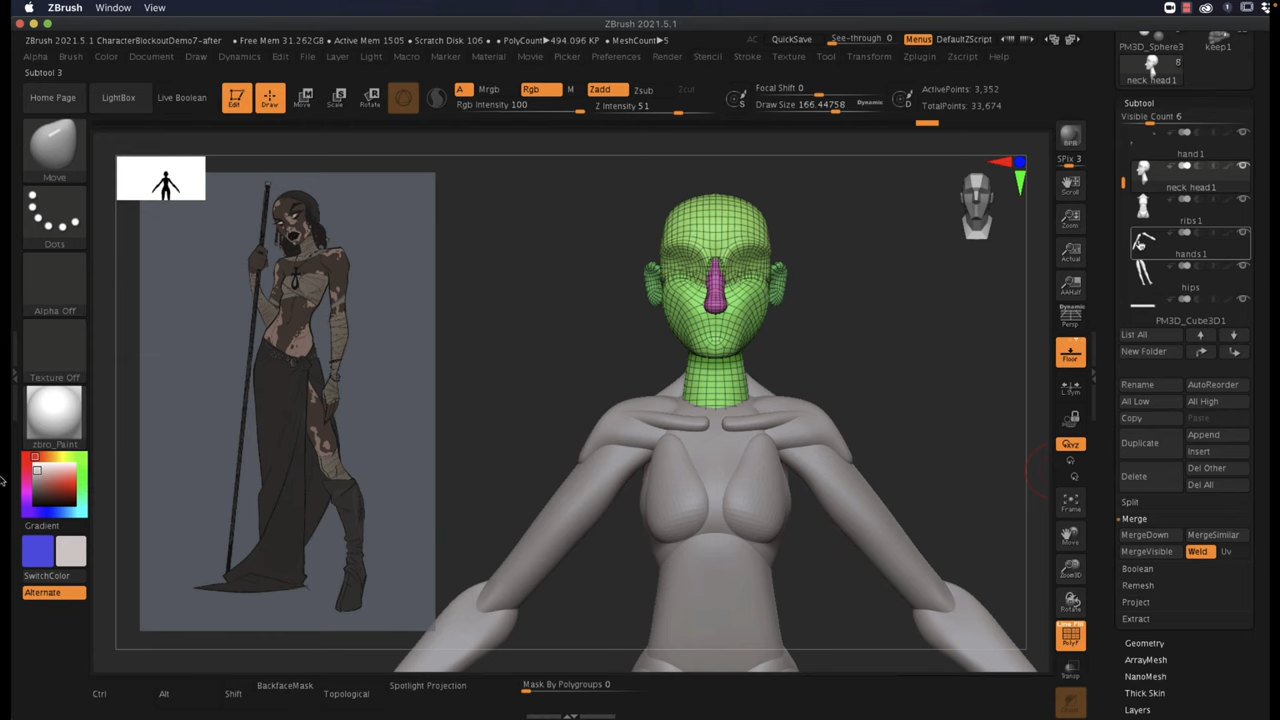 ZBrush Window View
ZBrush 2021.5.1
ZBrush 2021.5.1 CharacterBlockoutDemo7-after • Free Mem 31.262GB • Active Mem 1505 • Scratch Disk 106 • PolyCount▶494.096 KP • MeshCount▶5 AC QuickSave See-through 0 Menus DefaultZScript
Alpha Brush Color Document Draw Dynamics Edit File Layer Light Macro Marker Material Movie Picker Preferences Render Stencil Stroke Texture Tool Transform Zplugin Zscript Help
Subtool 3
Home Page LightBox Live Boolean Edit Draw Move Scale Rotate A Mrgb Rgb M Zadd Zsub Zcut Focal Shift 0 ActivePoints: 3,352
Rgb Intensity 100 Z Intensity 51 S Draw Size 166.44758 Dynamic D TotalPoints: 33,674
Move
Dots
Alpha Off
Texture Off
zbro_Paint
Gradient
SwitchColor
Alternate
BPR
SPix 3
Scroll
Zoom
Actual
AAHalf
Dynamic
Persp
Floor
L.Sym
XYZ
Frame
Move
Zoom3D
Rotate
Line Fill
PolyF
Transp
PM3D_Sphere3 keep1
8
neck head1
Subtool
Visible Count 6
hand1
neck head1
ribs1
hands1
hips
PM3D_Cube3D1
List All
New Folder
Rename AutoReorder
All Low All High
Copy Paste
Duplicate Append
Insert
Delete Del Other
Del All
Split
Merge
MergeDown MergeSimilar
MergeVisible Weld Uv
Boolean
Remesh
Project
Extract
Geometry
ArrayMesh
NanoMesh
Thick Skin
Layers
Ctrl Alt Shift BackfaceMask Topological Spotlight Projection Mask By Polygroups 0